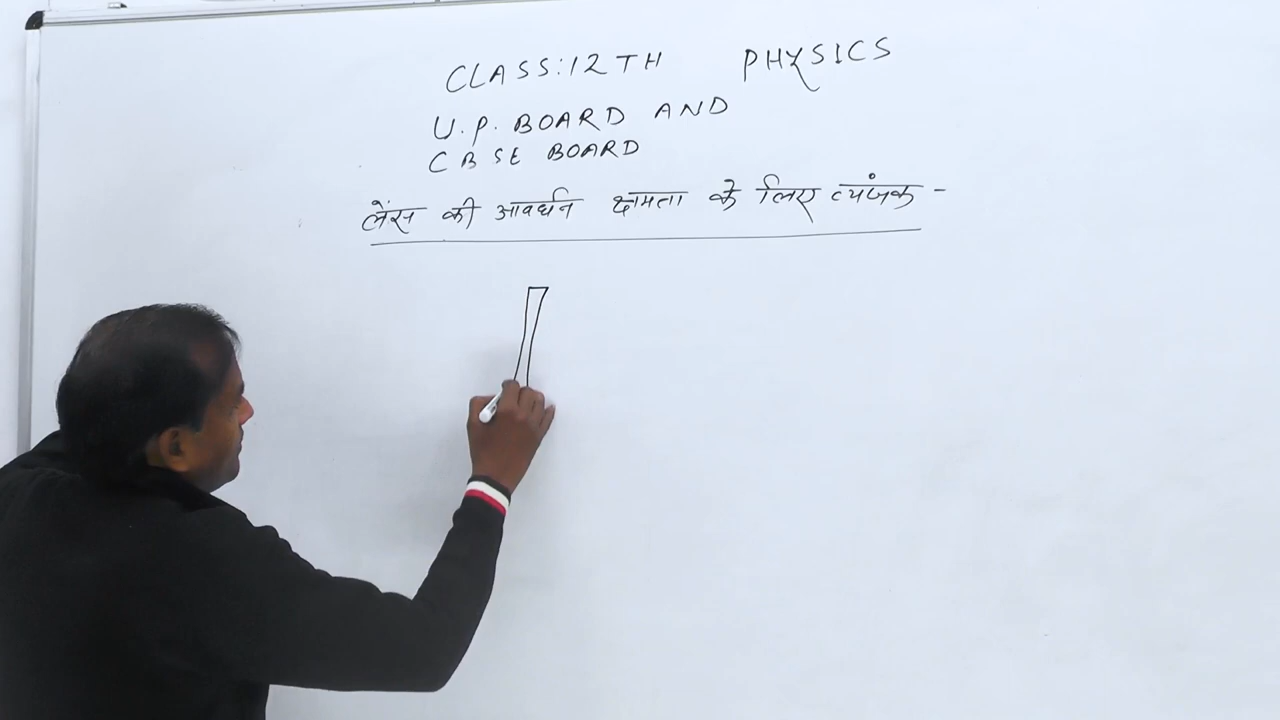 CLASS:12TH PHYSICS
U.P. BOARD AND
CBSE BOARD
लेंस की आवर्धन क्षमता के लिए व्यंजक -